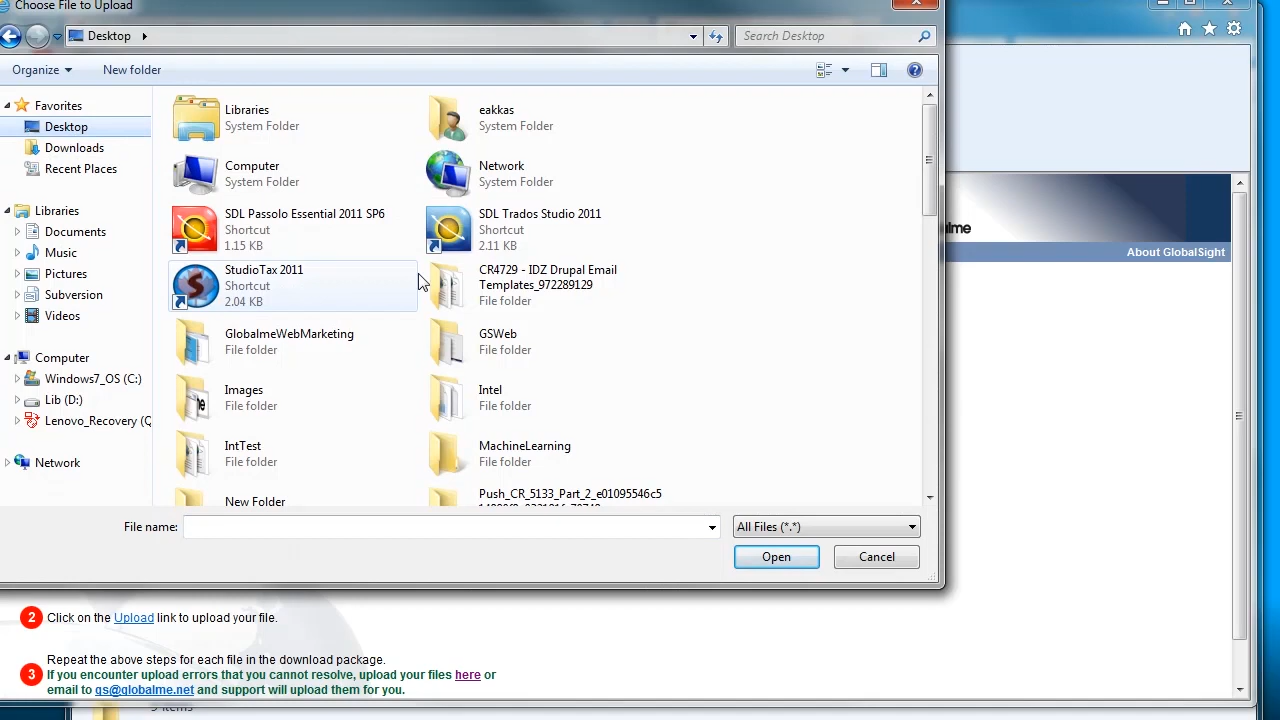 Choose File to Upload
Desktop
Search Desktop
Organize
New folder
Favorites
Desktop
Downloads
Recent Places
Libraries
Documents
Music
Pictures
Subversion
Videos
Computer
Windows7_OS (C:)
Lib (D:)
Lenovo_Recovery (Q
Network
Libraries
System Folder
eakkas
System Folder
Computer
System Folder
Network
System Folder
SDL Passolo Essential 2011 SP6
Shortcut
1.15 KB
SDL Trados Studio 2011
Shortcut
2.11 KB
StudioTax 2011
Shortcut
2.04 KB
CR4729 - IDZ Drupal Email
Templates_972289129
File folder
GlobalmeWebMarketing
File folder
GSWeb
File folder
Images
File folder
Intel
File folder
IntTest
File folder
MachineLearning
File folder
New Folder
Push_CR_5133_Part_2_e01095546c5
File name:
All Files (*.*)
Open
Cancel
lme
About GlobalSight
2 Click on the Upload link to upload your file.
Repeat the above steps for each file in the download package.
3 If you encounter upload errors that you cannot resolve, upload your files here or
email to gs@globalme.net and support will upload them for you.